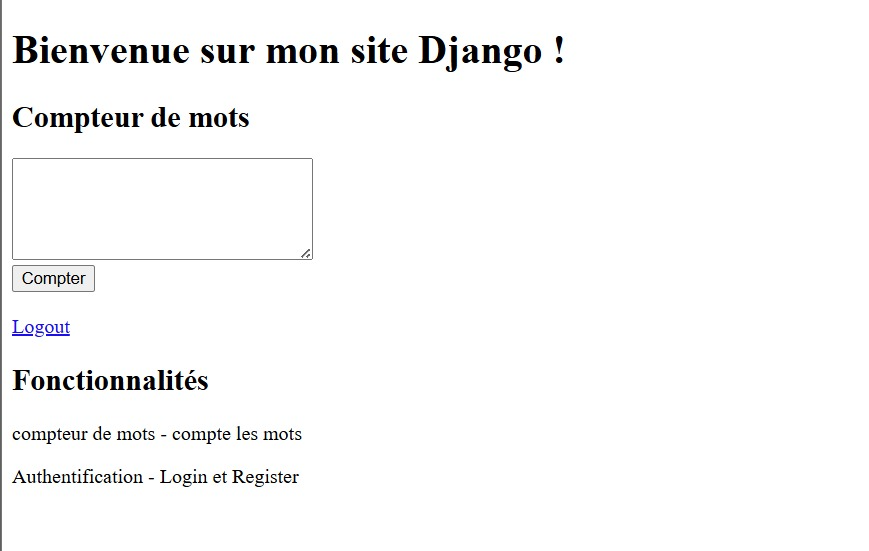 Bienvenue sur mon site Django !
Compteur de mots
Compter
Logout
Fonctionnalités
compteur de mots - compte les mots
Authentification - Login et Register